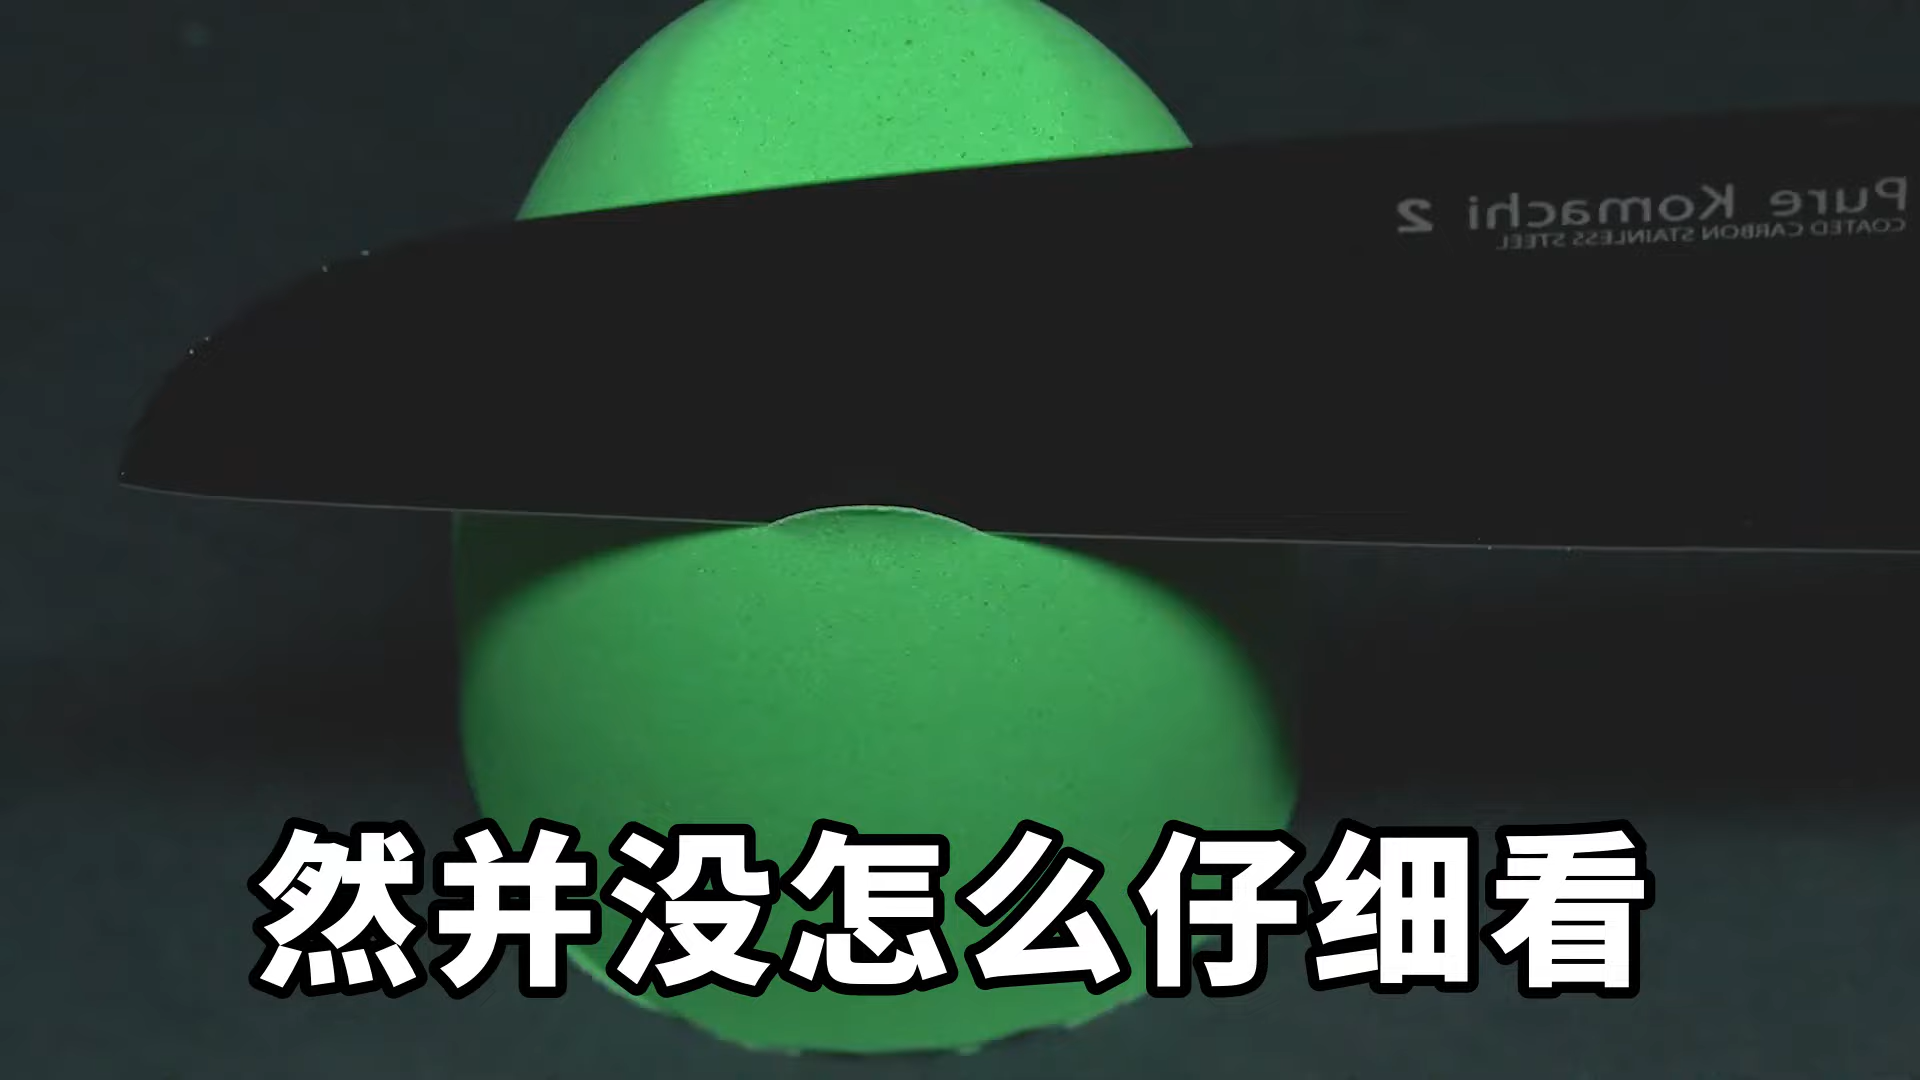 Pure Komachi 2
COATED CARBON STAINLESS STEEL
然并没怎么仔细看